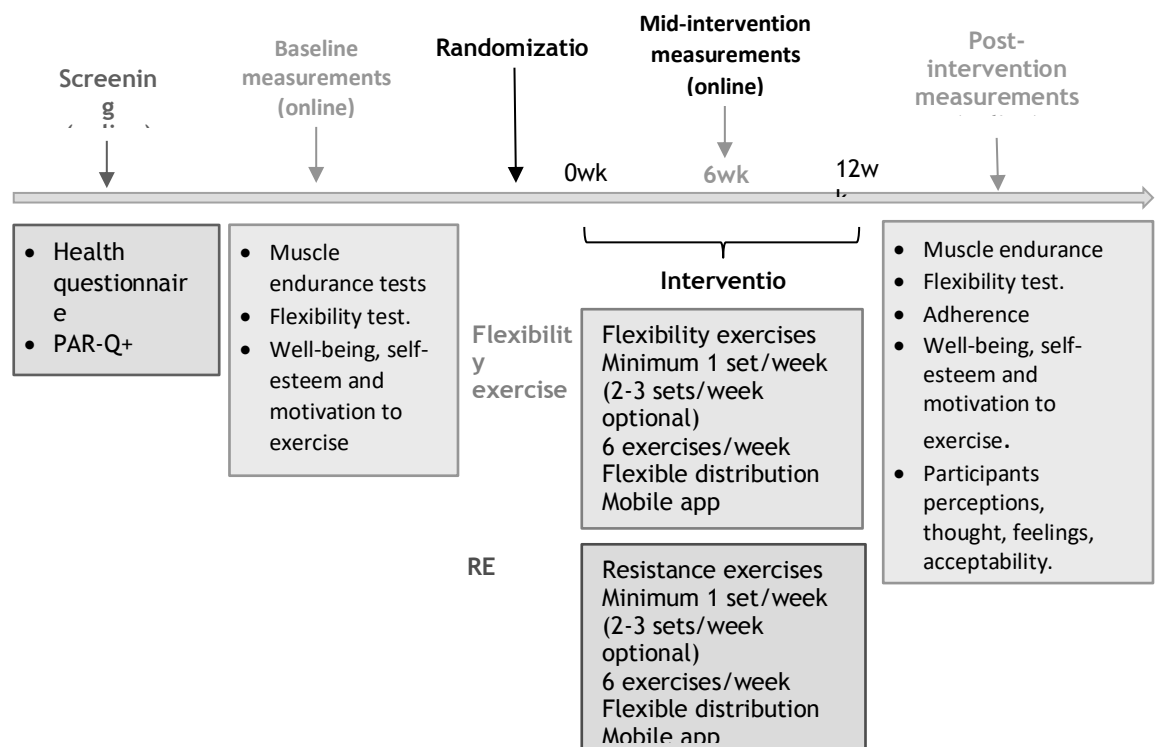 Screenin
g
Baseline
measurements
(online)
Randomizatio
Mid-intervention
measurements
(online)
Post-
intervention
measurements
0wk
6wk
12w
• Health
questionnair
e
• PAR-Q+
• Muscle
endurance tests
• Flexibility test.
• Well-being, self-
esteem and
motivation to
exercise
Interventio
Flexibilit
y
exercise
Flexibility exercises
Minimum 1 set/week
(2-3 sets/week
optional)
6 exercises/week
Flexible distribution
Mobile app
RE
Resistance exercises
Minimum 1 set/week
(2-3 sets/week
optional)
6 exercises/week
Flexible distribution
Mobile app
• Muscle endurance
• Flexibility test.
• Adherence
• Well-being, self-
esteem and
motivation to
exercise.
• Participants
perceptions,
thought, feelings,
acceptability.